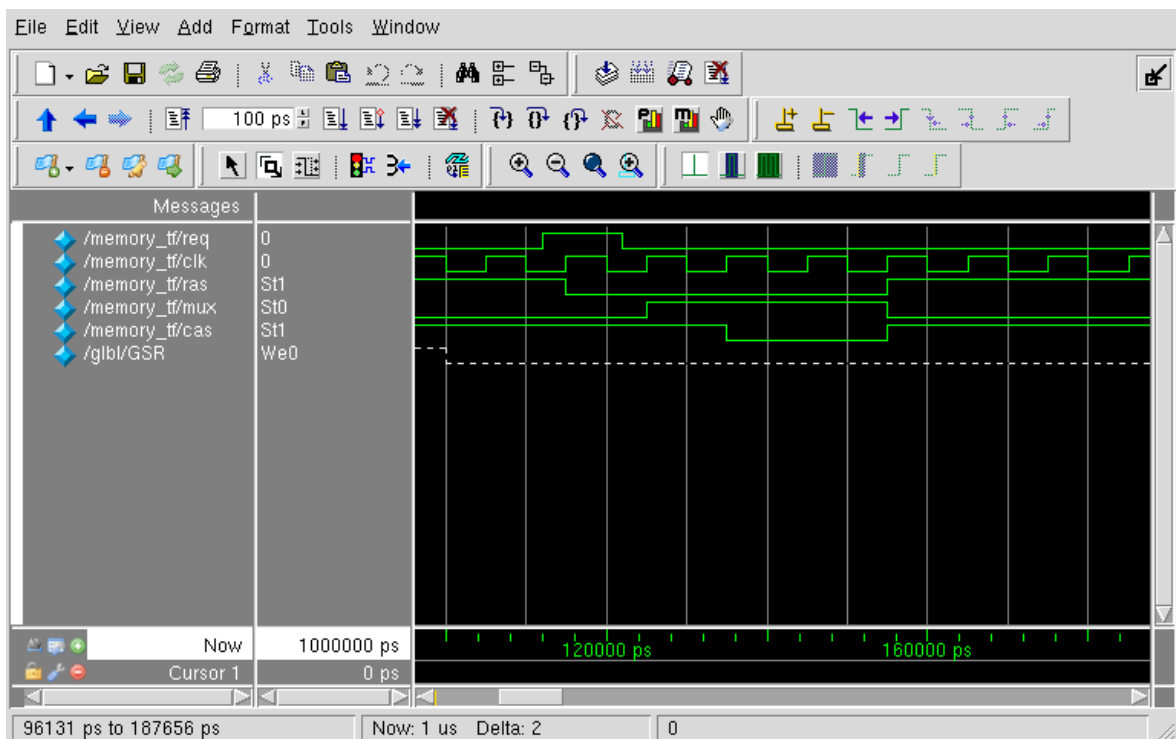 File Edit View Add Format Tools Window
100 ps
Messages
/memory_tf/req 0
/memory_tf/clk 0
/memory_tf/ras St1
/memory_tf/mux St0
/memory_tf/cas St1
/glbl/GSR We0
Now 1000000 ps 120000 ps 160000 ps
Cursor 1 0 ps
96131 ps to 187656 ps Now: 1 us Delta: 2 0